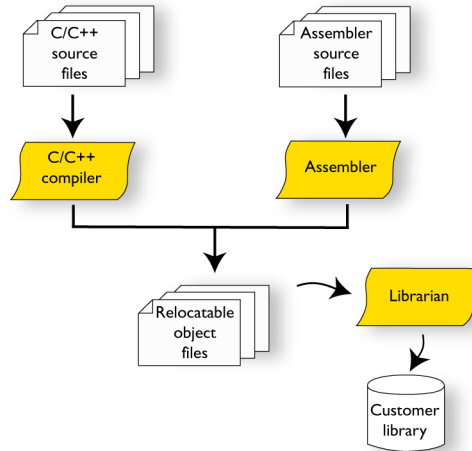 C/C++
source
files
Assembler
source
files
C/C++
compiler
Assembler
Relocatable
object
files
Librarian
Customer
library